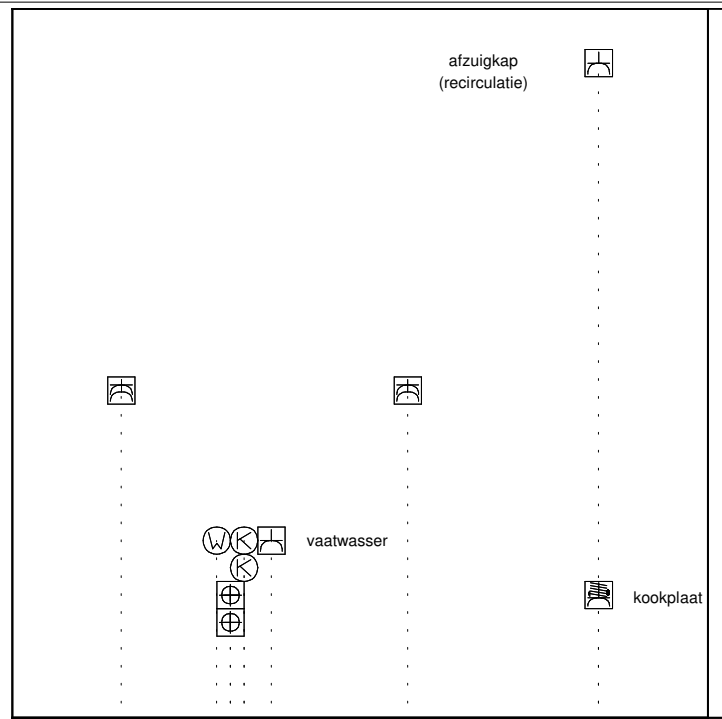 afzuigkap
(recirculatie)
W K vaatwasser
K
kookplaat